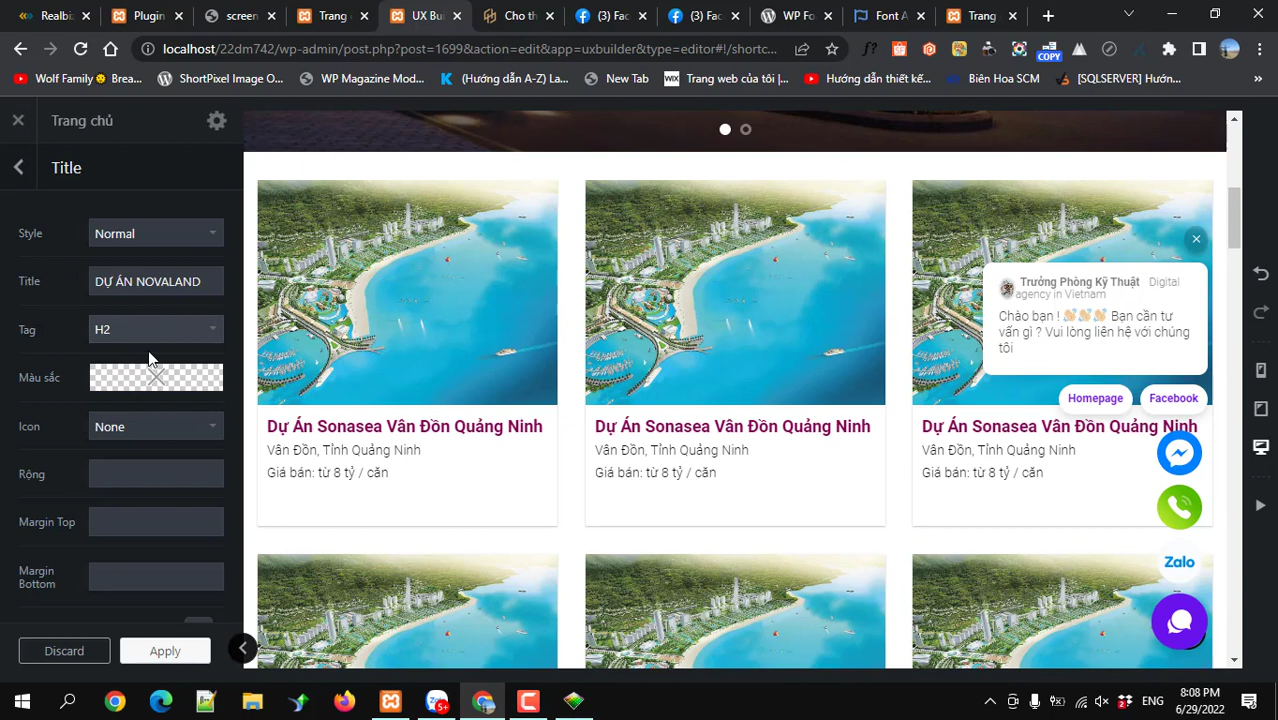 Realbiz
Plugin
screen
Trang
UX Bui
Cho th
(3) Fac
(3) Fac
WP Fo
Font A
Trang
localhost/22dm742/wp-admin/post.php?post=1699&action=edit&app=uxbuilder&type=editor#!/shortc...
COPY
Wolf Family😘 Brea...
ShortPixel Image O...
WP Magazine Mod...
(Hướng dẫn A-Z) La...
New Tab
WIX Trang web của tôi |...
Hướng dẫn thiết kế...
Biên Hoa SCM
[SQLSERVER] Hướn...
Trang chủ
Title
Style Normal
Title DỰ ÁN NOVALAND
Tag H2
Màu sắc
Icon None
Rộng
Margin Top
Margin
Bottom
Discard Apply
Trưởng Phòng Kỹ Thuật Digital
agency in Vietnam
Chào bạn ! 👋👋👋 Bạn cần tư
vấn gì ? Vui lòng liên hệ với chúng
tôi
Homepage Facebook
Dự Án Sonasea Vân Đồn Quảng Ninh
Vân Đồn, Tỉnh Quảng Ninh
Giá bán: từ 8 tỷ / căn
Dự Án Sonasea Vân Đồn Quảng Ninh
Vân Đồn, Tỉnh Quảng Ninh
Giá bán: từ 8 tỷ / căn
Dự Án Sonasea Vân Đồn Quảng Ninh
Vân Đồn, Tỉnh Quảng Ninh
Giá bán: từ 8 tỷ / căn
Zalo
Zalo
5+
ENG
8:08 PM
6/29/2022